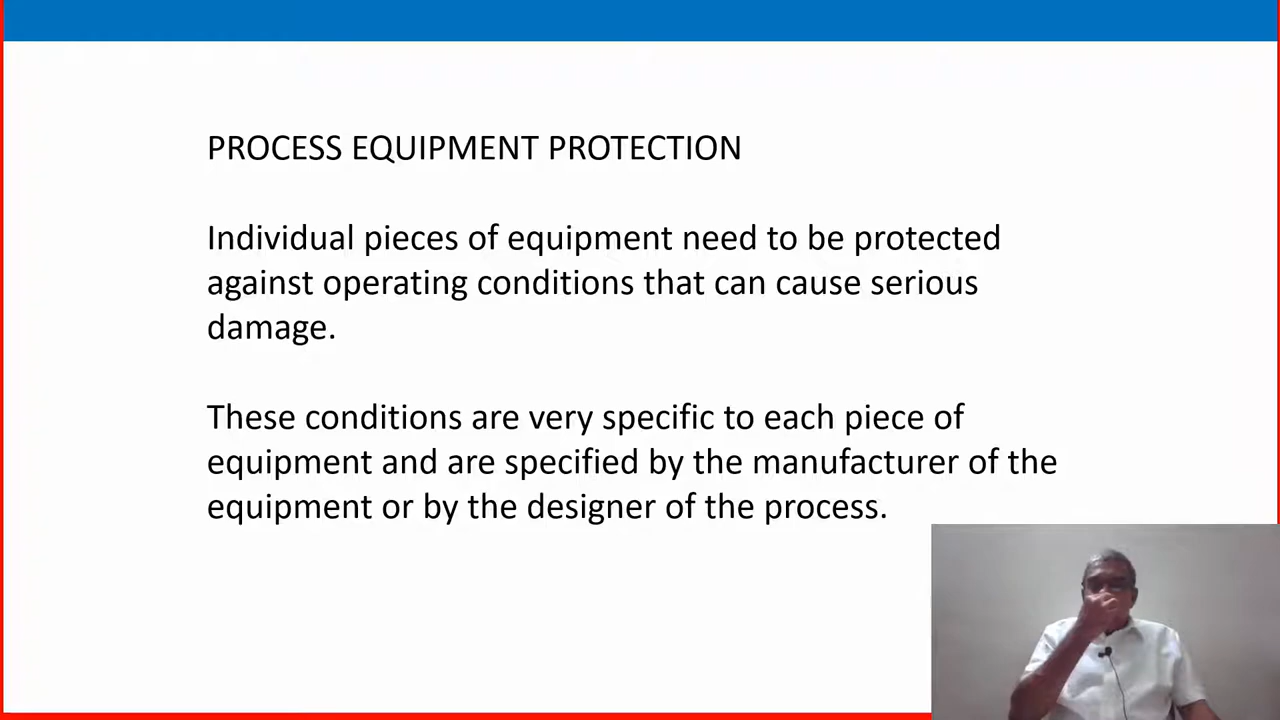 PROCESS EQUIPMENT PROTECTION
Individual pieces of equipment need to be protected
against operating conditions that can cause serious
damage.
These conditions are very specific to each piece of
equipment and are specified by the manufacturer of the
equipment or by the designer of the process.